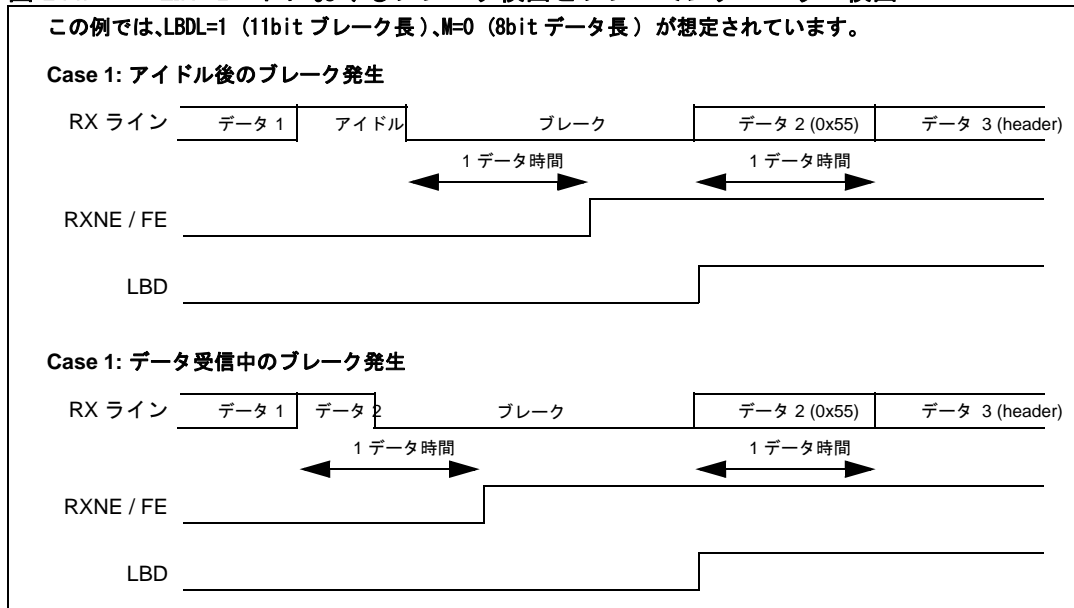 この例では、LBDL=1（11bit ブレーク長）、M=0（8bit データ長）が想定されています。
Case 1: アイドル後のブレーク発生
RX ライン データ 1 アイドル ブレーク データ 2 (0x55) データ 3 (header)
1 データ時間 1 データ時間
RXNE / FE
LBD
Case 1: データ受信中のブレーク発生
RX ライン データ 1 データ 2 ブレーク データ 2 (0x55) データ 3 (header)
1 データ時間 1 データ時間
RXNE / FE
LBD